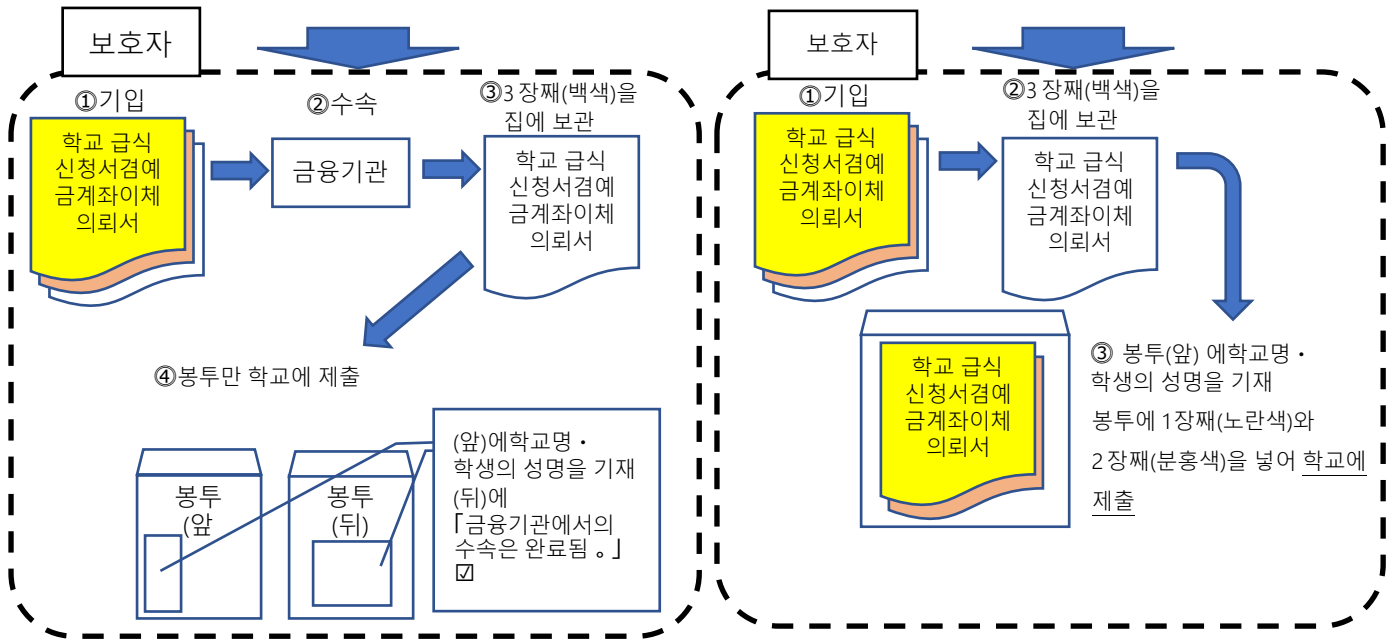 보호자
①기입
학교 급식
신청서겸예
금계좌이체
의뢰서
②수속
금융기관
③3 장째(백색)을
집에 보관
학교 급식
신청서겸예
금계좌이체
의뢰서
④봉투만 학교에 제출
봉투
(앞
봉투
(뒤)
(앞)에학교명・
학생의 성명을 기재
(뒤)에
「금융기관에서의
수속은 완료됨 。」
☑
보호자
①기입
학교 급식
신청서겸예
금계좌이체
의뢰서
②3 장째(백색)을
집에 보관
학교 급식
신청서겸예
금계좌이체
의뢰서
학교 급식
신청서겸예
금계좌이체
의뢰서
③ 봉투(앞) 에학교명・
학생의 성명을 기재
봉투에 1장째(노란색)와
2 장째(분홍색)을 넣어 학교에
제출